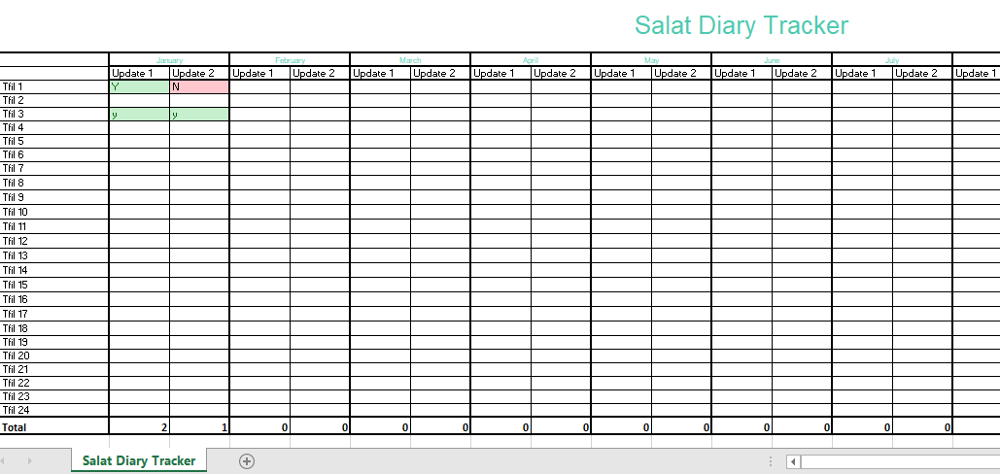 Salat Diary Tracker
January February March April May June July
Update 1 Update 2 Update 1 Update 2 Update 1 Update 2 Update 1 Update 2 Update 1 Update 2 Update 1 Update 2 Update 1 Update 2 Update 1
Tfil 1 Y N
Tfil 2
Tfil 3 y y
Tfil 4
Tfil 5
Tfil 6
Tfil 7
Tfil 8
Tfil 9
Tfil 10
Tfil 11
Tfil 12
Tfil 13
Tfil 14
Tfil 15
Tfil 16
Tfil 17
Tfil 18
Tfil 19
Tfil 20
Tfil 21
Tfil 22
Tfil 23
Tfil 24
Total 2 1 0 0 0 0 0 0 0 0 0 0 0 0
Salat Diary Tracker